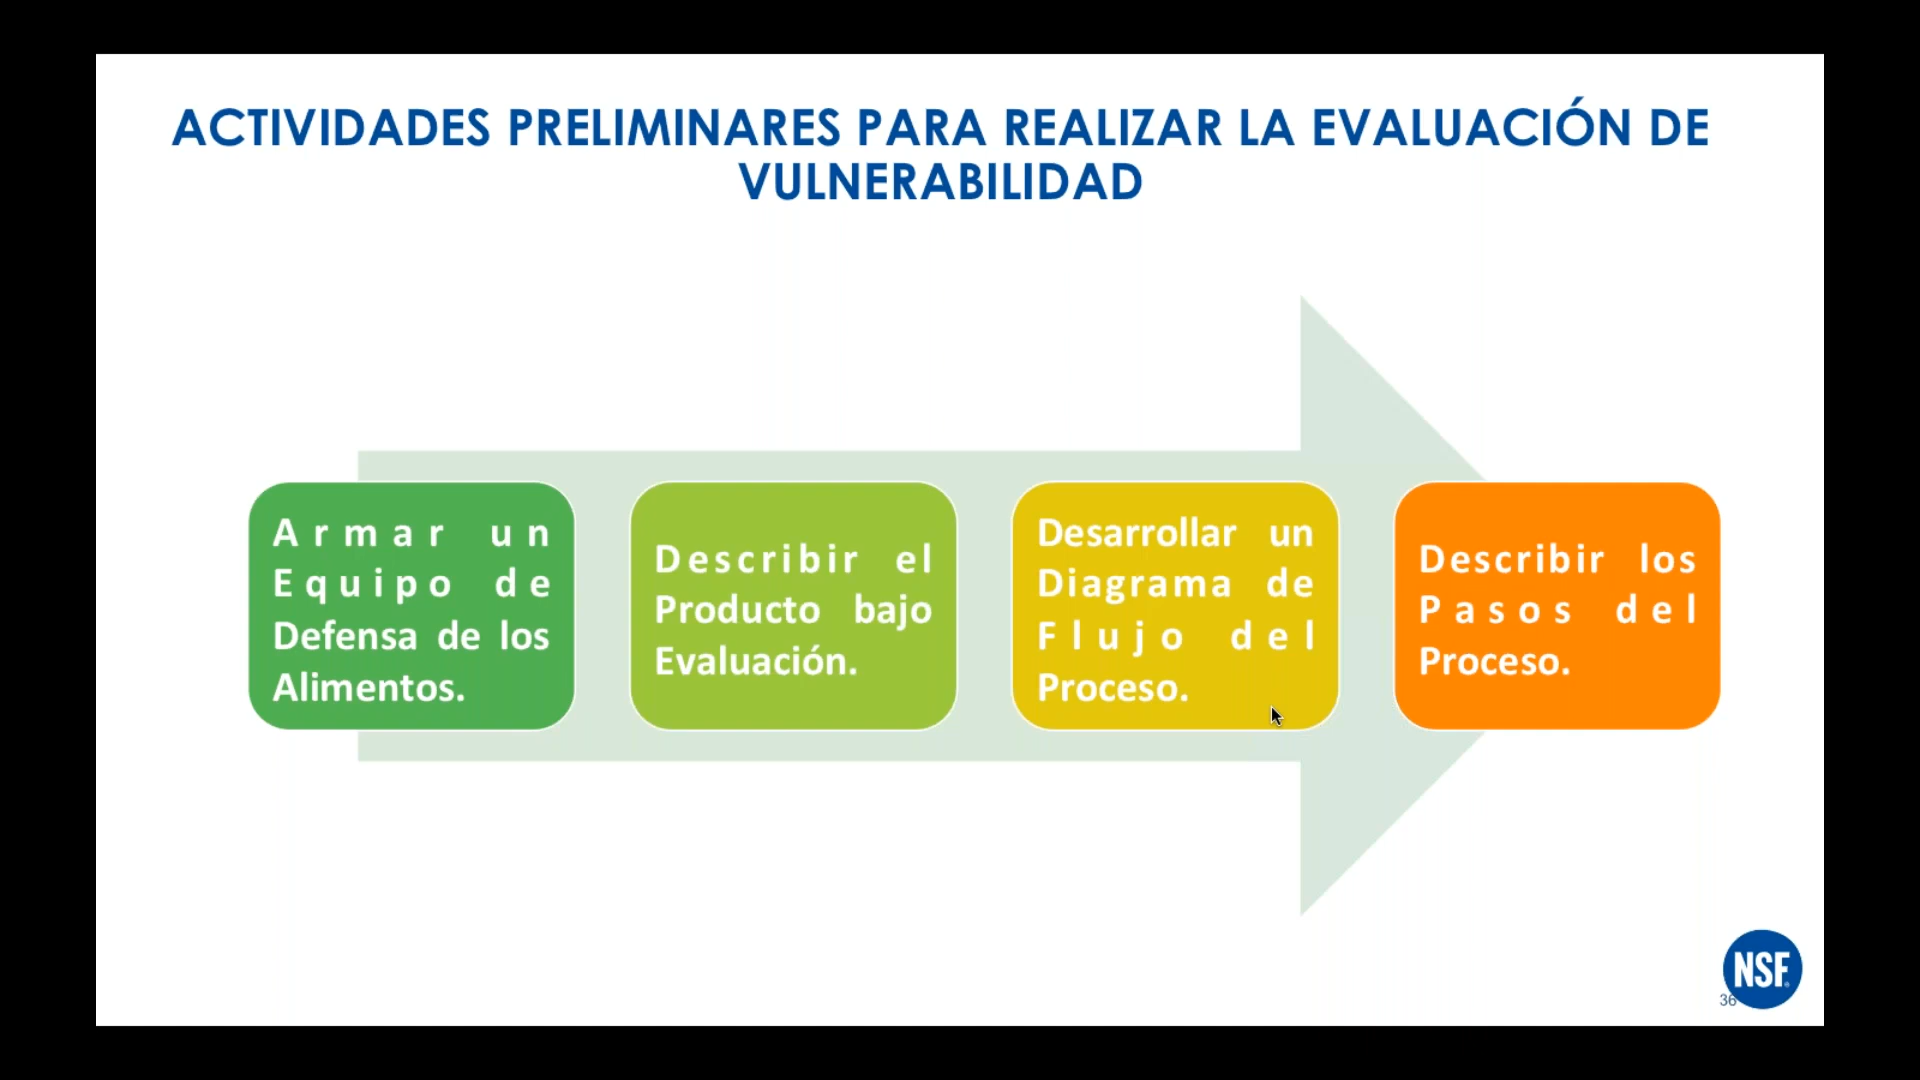 ACTIVIDADES PRELIMINARES PARA REALIZAR LA EVALUACIÓN DE
VULNERABILIDAD
Armar un
Equipo de
Defensa de los
Alimentos.
Describir el
Producto bajo
Evaluación.
Desarrollar un
Diagrama de
Flujo del
Proceso.
Describir los
Pasos del
Proceso.
NSF
36